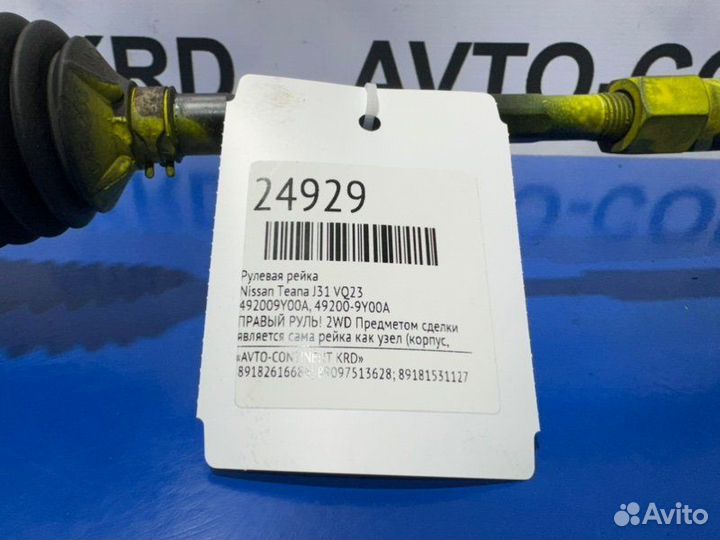 KRD
AVTO-CON
24929
Рулевая рейка
Nissan Teana J31 VQ23
492009Y00A, 49200-9Y00A
ПРАВЫЙ РУЛЬ! 2WD Предметом сделки
является сама рейка как узел (корпус,
«AVTO-CONTINENT KRD»
89097513628; 89181531127
Avito